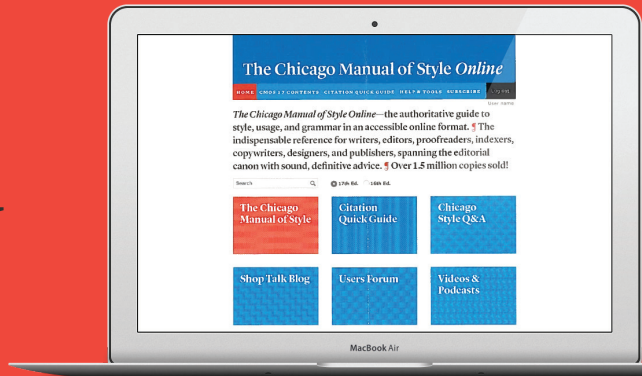 The Chicago Manual of Style Online
HOME CMOS 17 CONTENTS CITATION QUICK GUIDE HELP & TOOLS SUBSCRIBE
User name
The Chicago Manual of Style Online—the authoritative guide to
style, usage, and grammar in an accessible online format. ¶ The
indispensable reference for writers, editors, proofreaders, indexers,
copywriters, designers, and publishers, spanning the editorial
canon with sound, definitive advice. ¶ Over 1.5 million copies sold!
Search 17th Ed. 16th Ed.
The Chicago
Manual of Style
Citation
Quick Guide
Chicago
Style Q&A
Shop Talk Blog
Users Forum
Videos &
Podcasts
MacBook Air